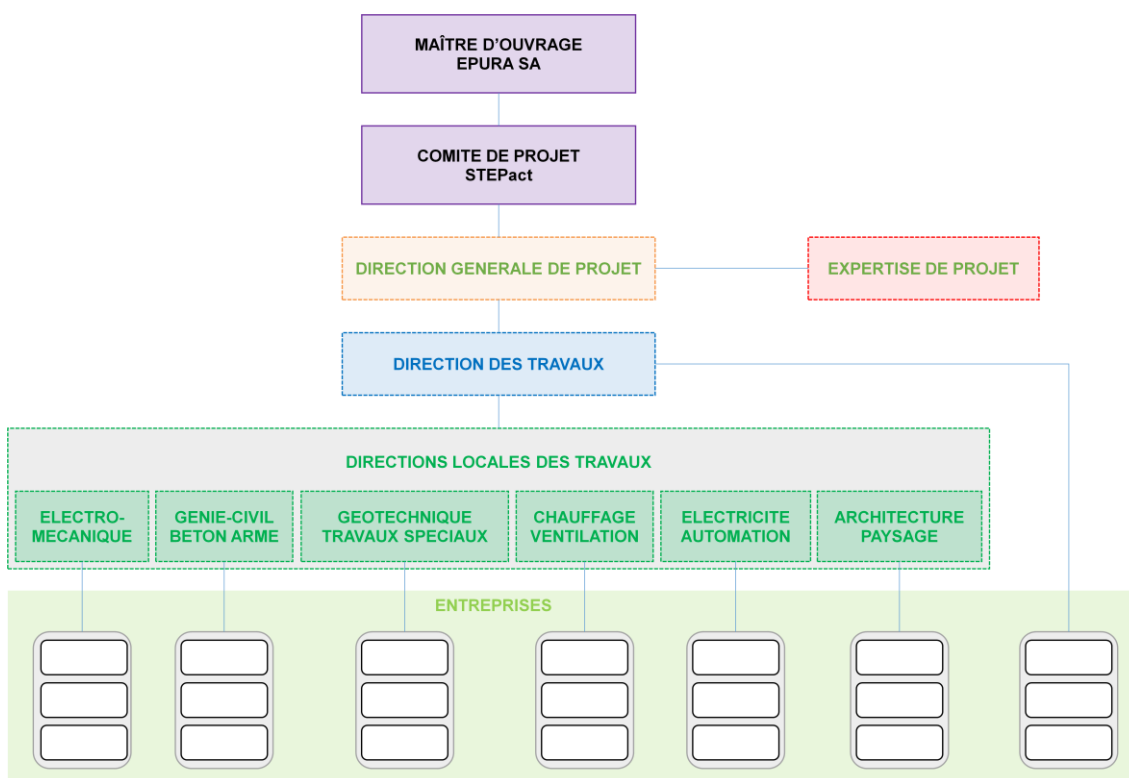 MAÎTRE D'OUVRAGE
EPURA SA
COMITE DE PROJET
STEPact
DIRECTION GENERALE DE PROJET
EXPERTISE DE PROJET
DIRECTION DES TRAVAUX
DIRECTIONS LOCALES DES TRAVAUX
ELECTRO-
MECANIQUE
GENIE-CIVIL
BETON ARME
GEOTECHNIQUE
TRAVAUX SPECIAUX
CHAUFFAGE
VENTILATION
ELECTRICITE
AUTOMATION
ARCHITECTURE
PAYSAGE
ENTREPRISES